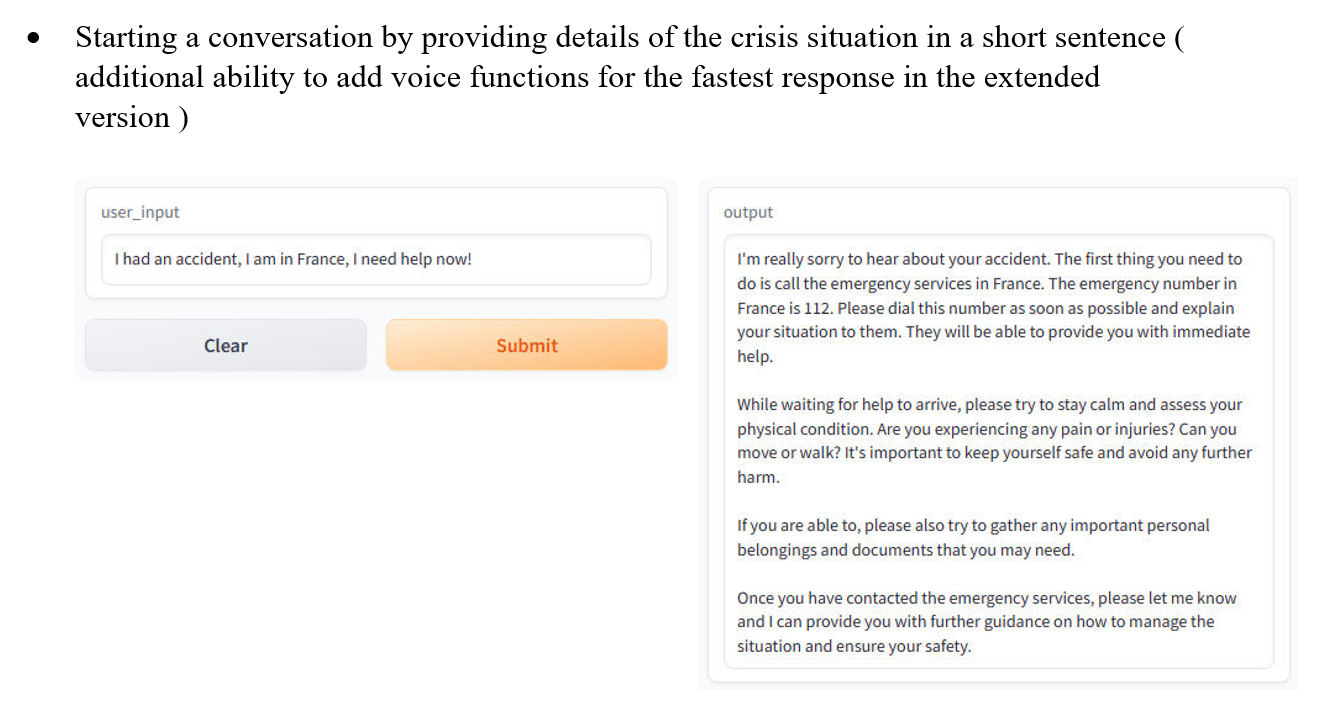 • Starting a conversation by providing details of the crisis situation in a short sentence (
additional ability to add voice functions for the fastest response in the extended
version )
user_input
I had an accident, I am in France, I need help now!
Clear
Submit
output
I'm really sorry to hear about your accident. The first thing you need to
do is call the emergency services in France. The emergency number in
France is 112. Please dial this number as soon as possible and explain
your situation to them. They will be able to provide you with immediate
help.
While waiting for help to arrive, please try to stay calm and assess your
physical condition. Are you experiencing any pain or injuries? Can you
move or walk? It's important to keep yourself safe and avoid any further
harm.
If you are able to, please also try to gather any important personal
belongings and documents that you may need.
Once you have contacted the emergency services, please let me know
and I can provide you with further guidance on how to manage the
situation and ensure your safety.